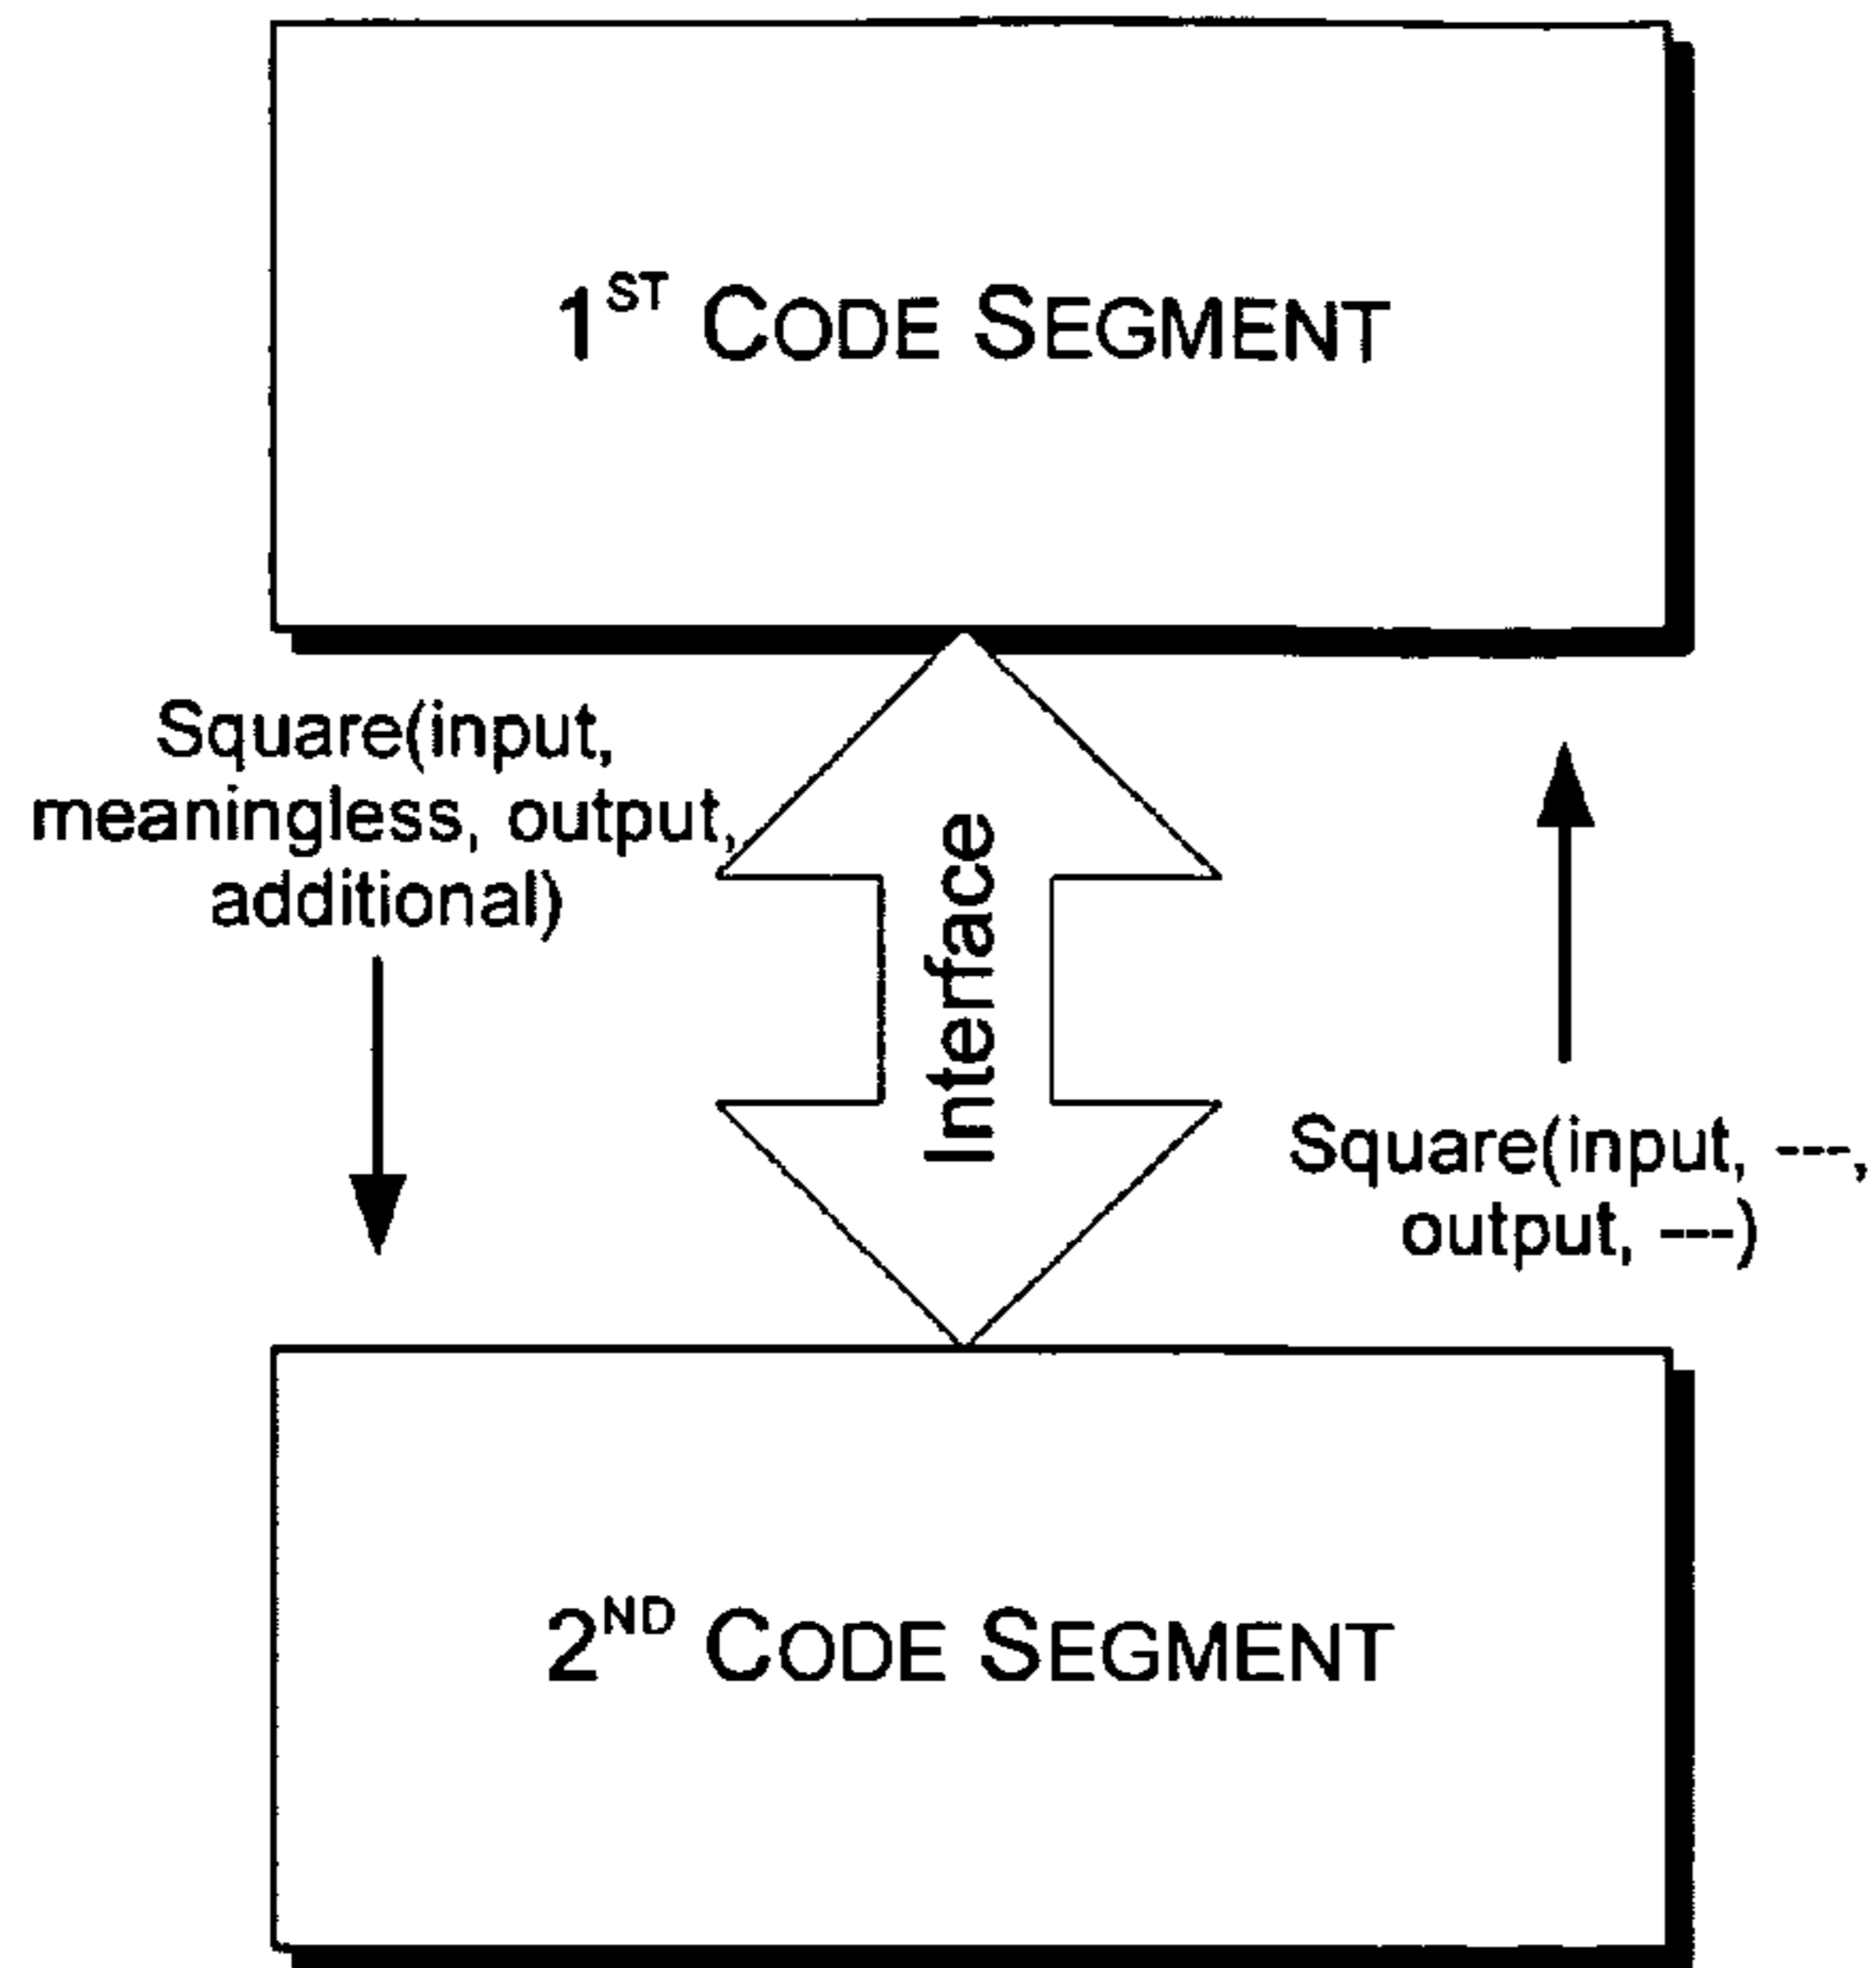 1ST CODE SEGMENT
Square(input,
meaningless, output,
additional)
Interface
Square(input, ---,
output, ---)
2ND CODE SEGMENT